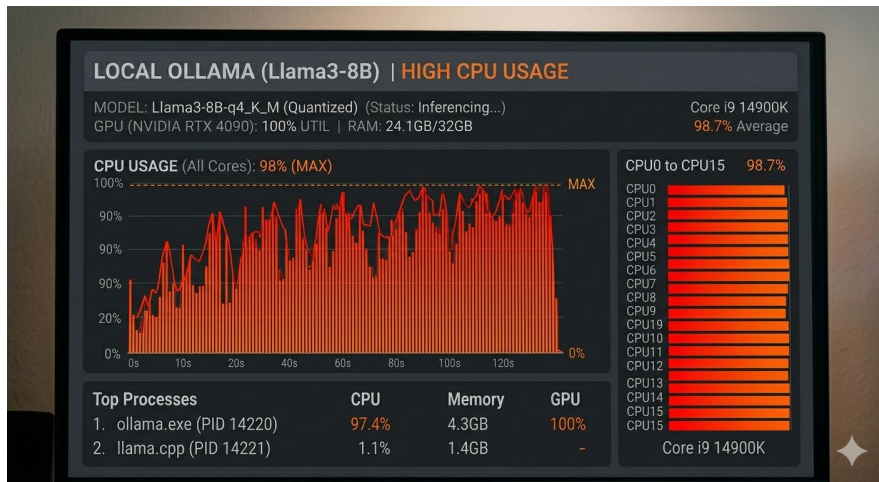 LOCAL OLLAMA (Llama3-8B) | HIGH CPU USAGE
MODEL: Llama3-8B-q4_K_M (Quantized) (Status: Inferencing...)
GPU (NVIDIA RTX 4090): 100% UTIL | RAM: 24.1GB/32GB
Core i9 14900K
98.7% Average
CPU USAGE (All Cores): 98% (MAX)
100%
MAX
90%
90%
90%
20%
0%
0%
0s 10s 20s 40s 60s 80s 100s 120s
CPU0 to CPU15 98.7%
CPU0
CPU1
CPU2
CPU3
CPU4
CPU5
CPU6
CPU7
CPU8
CPU9
CPU19
CPU10
CPU11
CPU12
CPU13
CPU14
CPU15
CPU15
Core i9 14900K
Top Processes CPU Memory GPU
1. ollama.exe (PID 14220) 97.4% 4.3GB 100%
2. llama.cpp (PID 14221) 1.1% 1.4GB -